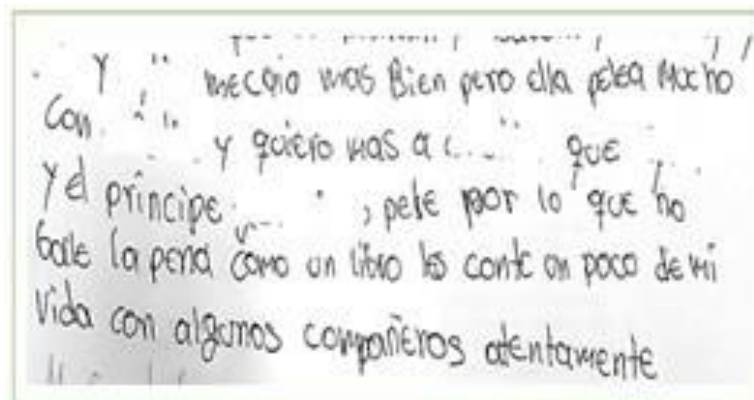 y mecaio mas Bien pero ella pelea Mucho
Con
y quiero mas a que
y el principe , pele por lo que no
bale la pena como un libro les conte un poco de mi
vida con algunos compañeros atentamente